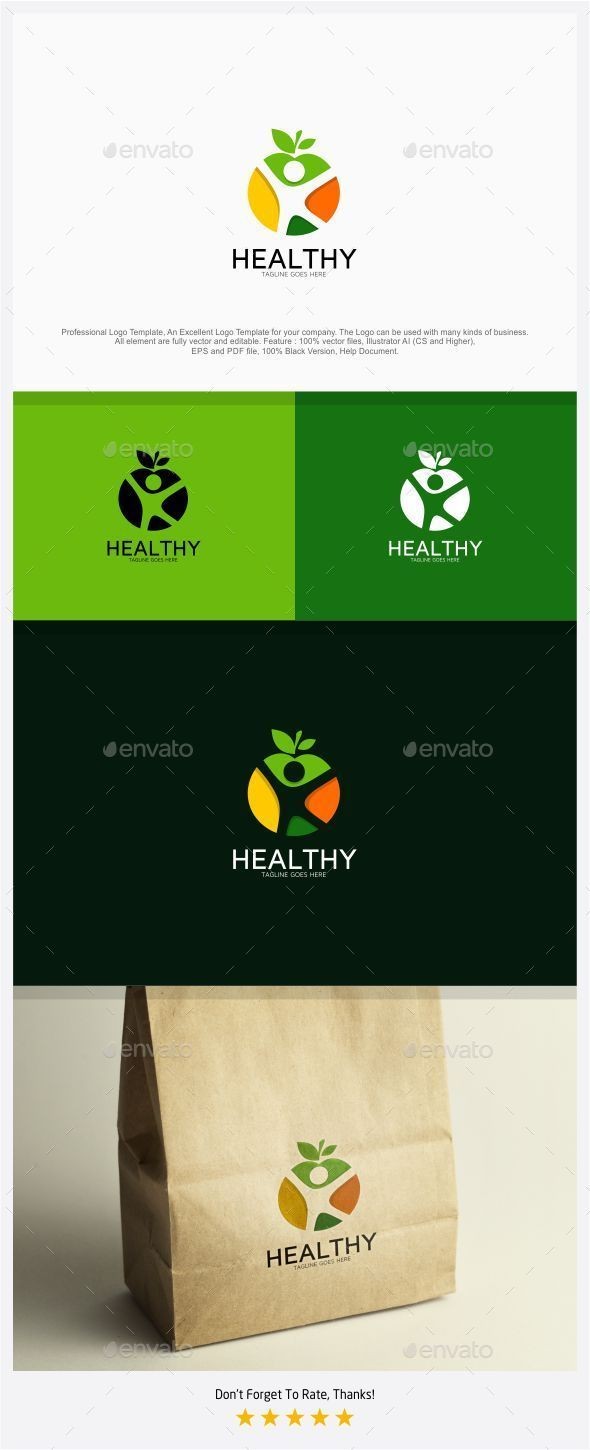 envato envato
HEALTHY
TAGLINE GOES HERE
Professional Logo Template, An Excellent Logo Template for your company. The Logo can be used with many kinds of business.
All element are fully vector and editable. Feature : 100% vector files, Illustrator AI (CS and Higher),
EPS and PDF file, 100% Black Version, Help Document.
envato envato
HEALTHY HEALTHY
TAGLINE GOES HERE TAGLINE GOES HERE
envato envato
HEALTHY
TAGLINE GOES HERE
envato envato
HEALTHY
TAGLINE GOES HERE
envato envato
Don't Forget To Rate, Thanks!